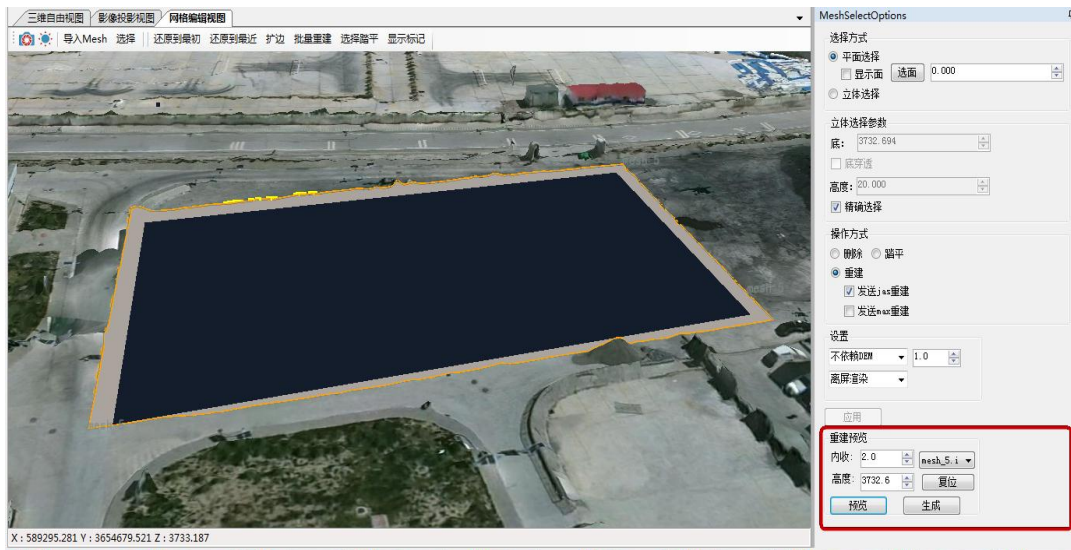 三维自由视图 影像投影视图 网格编辑视图
导入Mesh 选择 还原到最初 还原到最近 扩边 批量重建 选择踏平 显示标记
X : 589295.281 Y : 3654679.521 Z : 3733.187
MeshSelectOptions
选择方式
平面选择
显示面 选面 0.000
立体选择
立体选择参数
底: 3732.694
底穿透
高度: 20.000
精确选择
操作方式
删除 踏平
重建
发送jas重建
发送max重建
设置
不依赖DEM 1.0
离屏渲染
应用
重建预览
内收: 2.0 mesh_5.i
高度: 3732.6 复位
预览 生成